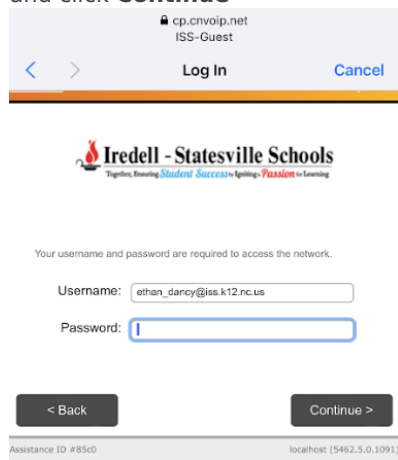 and click Continue
cp.cnvoip.net
ISS-Guest
< > Log In Cancel
Iredell - Statesville Schools
Together, Ensuring Student Success by Igniting a Passion for Learning
Your username and password are required to access the network.
Username: ethan_dancy@iss.k12.nc.us
Password:
< Back Continue >
Assistance ID #85c0 localhost (5462.5.0.1091)